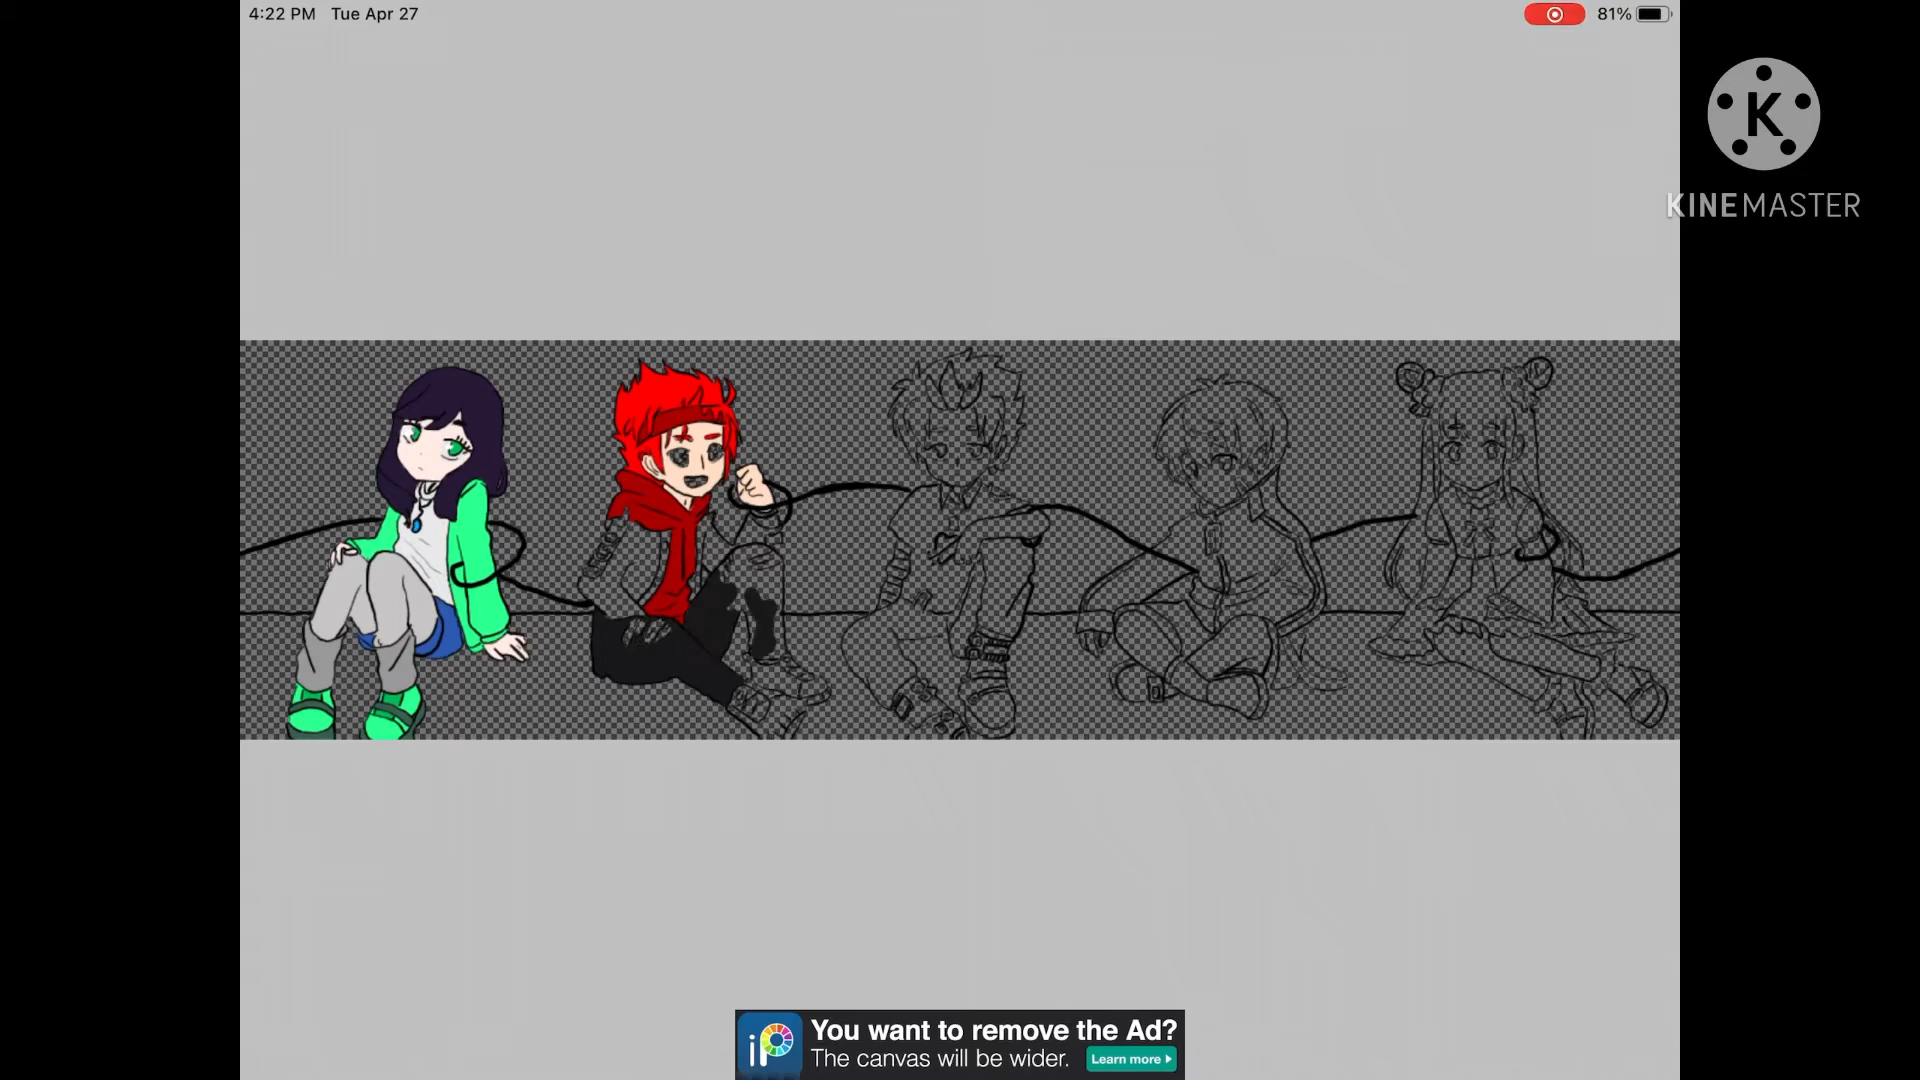 4:22 PM Tue Apr 27
81%
K
KINEMASTER
iP
You want to remove the Ad?
The canvas will be wider.
Learn more